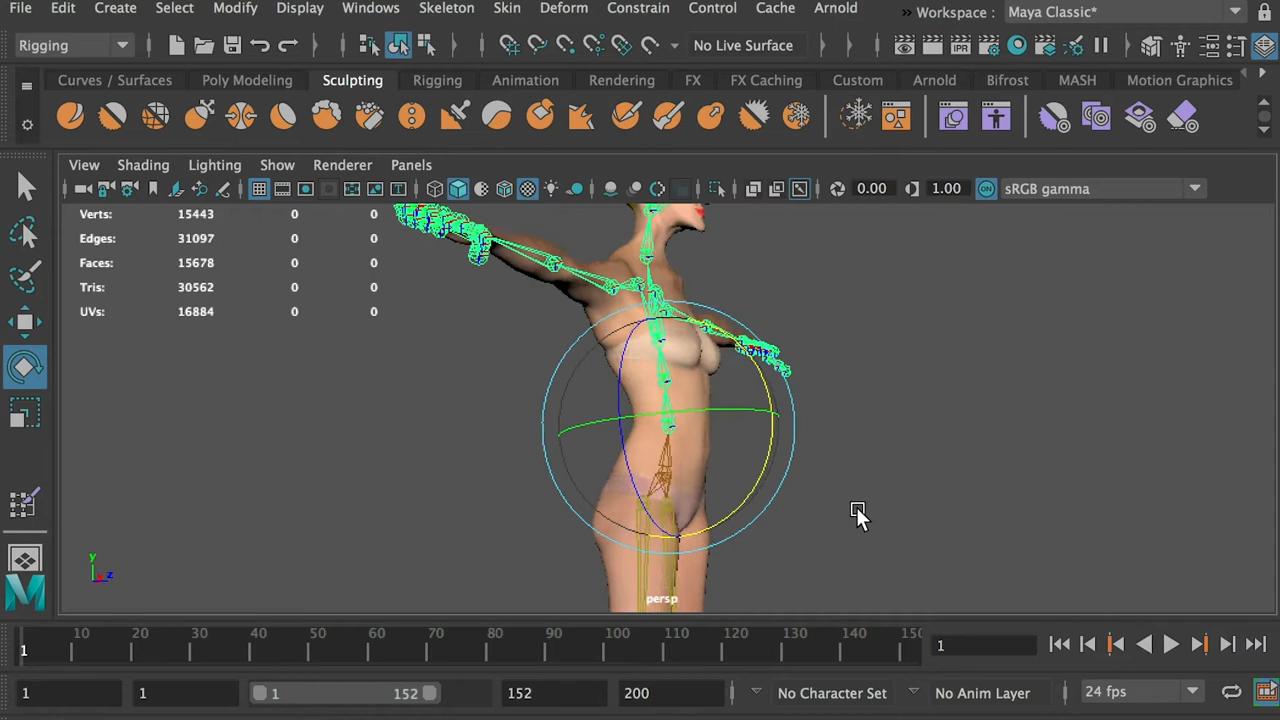 File Edit Create Select Modify Display Windows Mesh Skeleton Skin Deform Constrain Control Cache Arnold » Workspace : Maya Classic*
Rigging No Live Surface
Curves / Surfaces Poly Modeling Sculpting Rigging Animation Rendering FX FX Caching Custom Arnold Bifrost MASH Motion Graphics
View Shading Lighting Show Renderer Panels
IPR T 0.00 1.00 ON sRGB gamma
Verts: 15443 0 0
Edges: 31097 0 0
Faces: 15678 0 0
Tris: 30562 0 0
UVs: 16884 0 0
y
z
persp
10 20 30 40 50 60 70 80 90 100 110 120 130 140 150
1 1
1 1 1 152 152 200 No Character Set No Anim Layer 24 fps